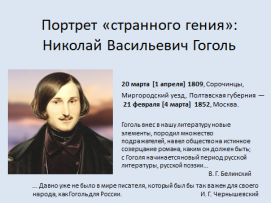 Портрет «странного гения»:
Николай Васильевич Гоголь
20 марта [1 апреля] 1809, Сорочинцы,
Миргородский уезд, Полтавская губерния —
21 февраля [4 марта] 1852, Москва.
Гоголь внес в нашу литературу новые
элементы, породил множество
подражателей, навел общество на истинное
созерцание романа, каким он должен быть;
с Гоголя начинается новый период русской
литературы, русской поэзии...
В. Г. Белинский
... Давно уже не было в мире писателя, который был бы так важен для своего
народа, как Гоголь для России. И. Г. Чернышевский